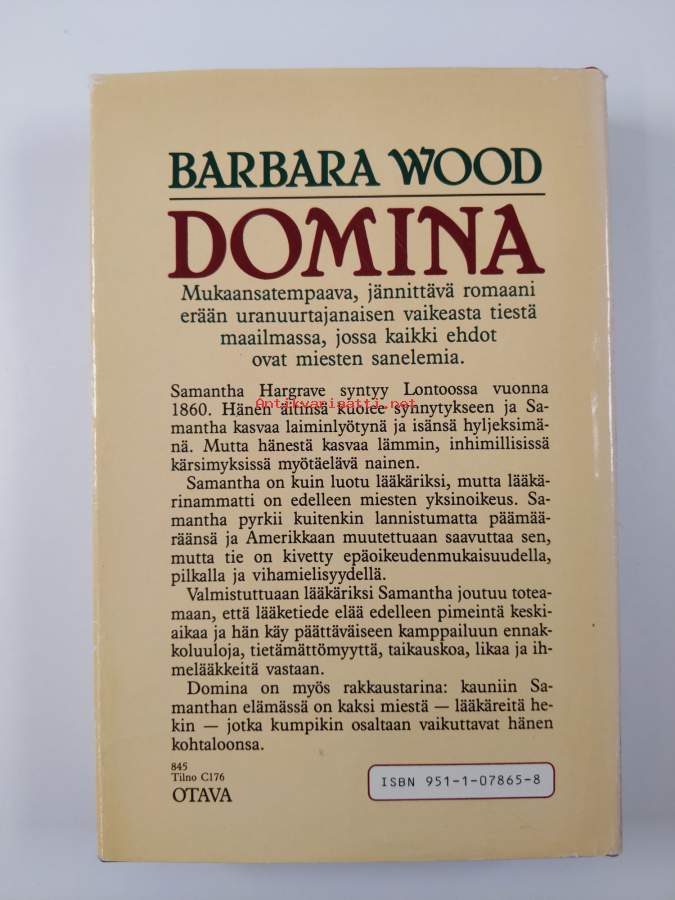 BARBARA WOOD
DOMINA
Mukaansatempaava, jännittävä romaani
erään uranuurtajanaisen vaikeasta tiestä
maailmassa, jossa kaikki ehdot
ovat miesten sanelemia.
Samantha Hargrave syntyy Lontoossa vuonna
1860. Hänen äitinsä kuolee synnytykseen ja Sa-
mantha kasvaa laiminlyötynä ja isänsä hyljeksimä-
nä. Mutta hänestä kasvaa lämmin, inhimillisissä
kärsimyksissä myötäelävä nainen.
Samantha on kuin luotu lääkäriksi, mutta lääkä-
rinammatti on edelleen miesten yksinoikeus. Sa-
mantha pyrkii kuitenkin lannistumatta päämää-
räänsä ja Amerikkaan muutettuaan saavuttaa sen,
mutta tie on kivetty epäoikeudenmukaisuudella,
pilkalla ja vihamielisyydellä.
Valmistuttuaan lääkäriksi Samantha joutuu totea-
maan, että lääketiede elää edelleen pimeintä keski-
aikaa ja hän käy päättäväiseen kamppailuun ennak-
koluuloja, tietämättömyyttä, taikauskoa, likaa ja ih-
melääkkeitä vastaan.
Domina on myös rakkaustarina: kauniin Sa-
manthan elämässä on kaksi miestä — lääkäreitä he-
kin — jotka kumpikin osaltaan vaikuttavat hänen
kohtaloonsa.
845
Tilno C176
OTAVA
ISBN 951-1-07865-8
Antikvariaatti.net